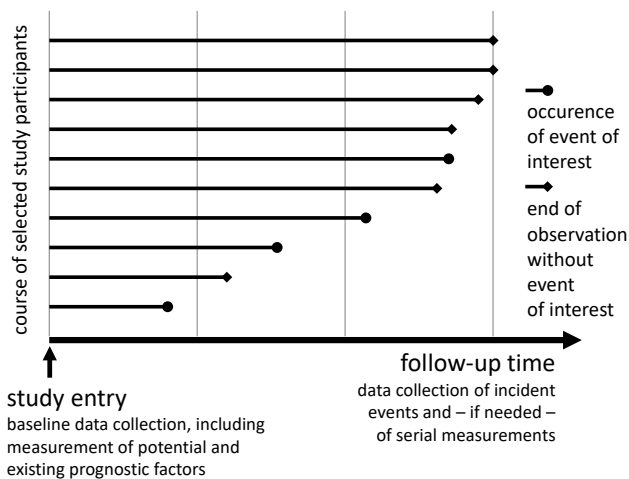 course of selected study participants
occurence
of event of
interest
end of
observation
without
event
of interest
follow-up time
data collection of incident
events and – if needed –
of serial measurements
study entry
baseline data collection, including
measurement of potential and
existing prognostic factors